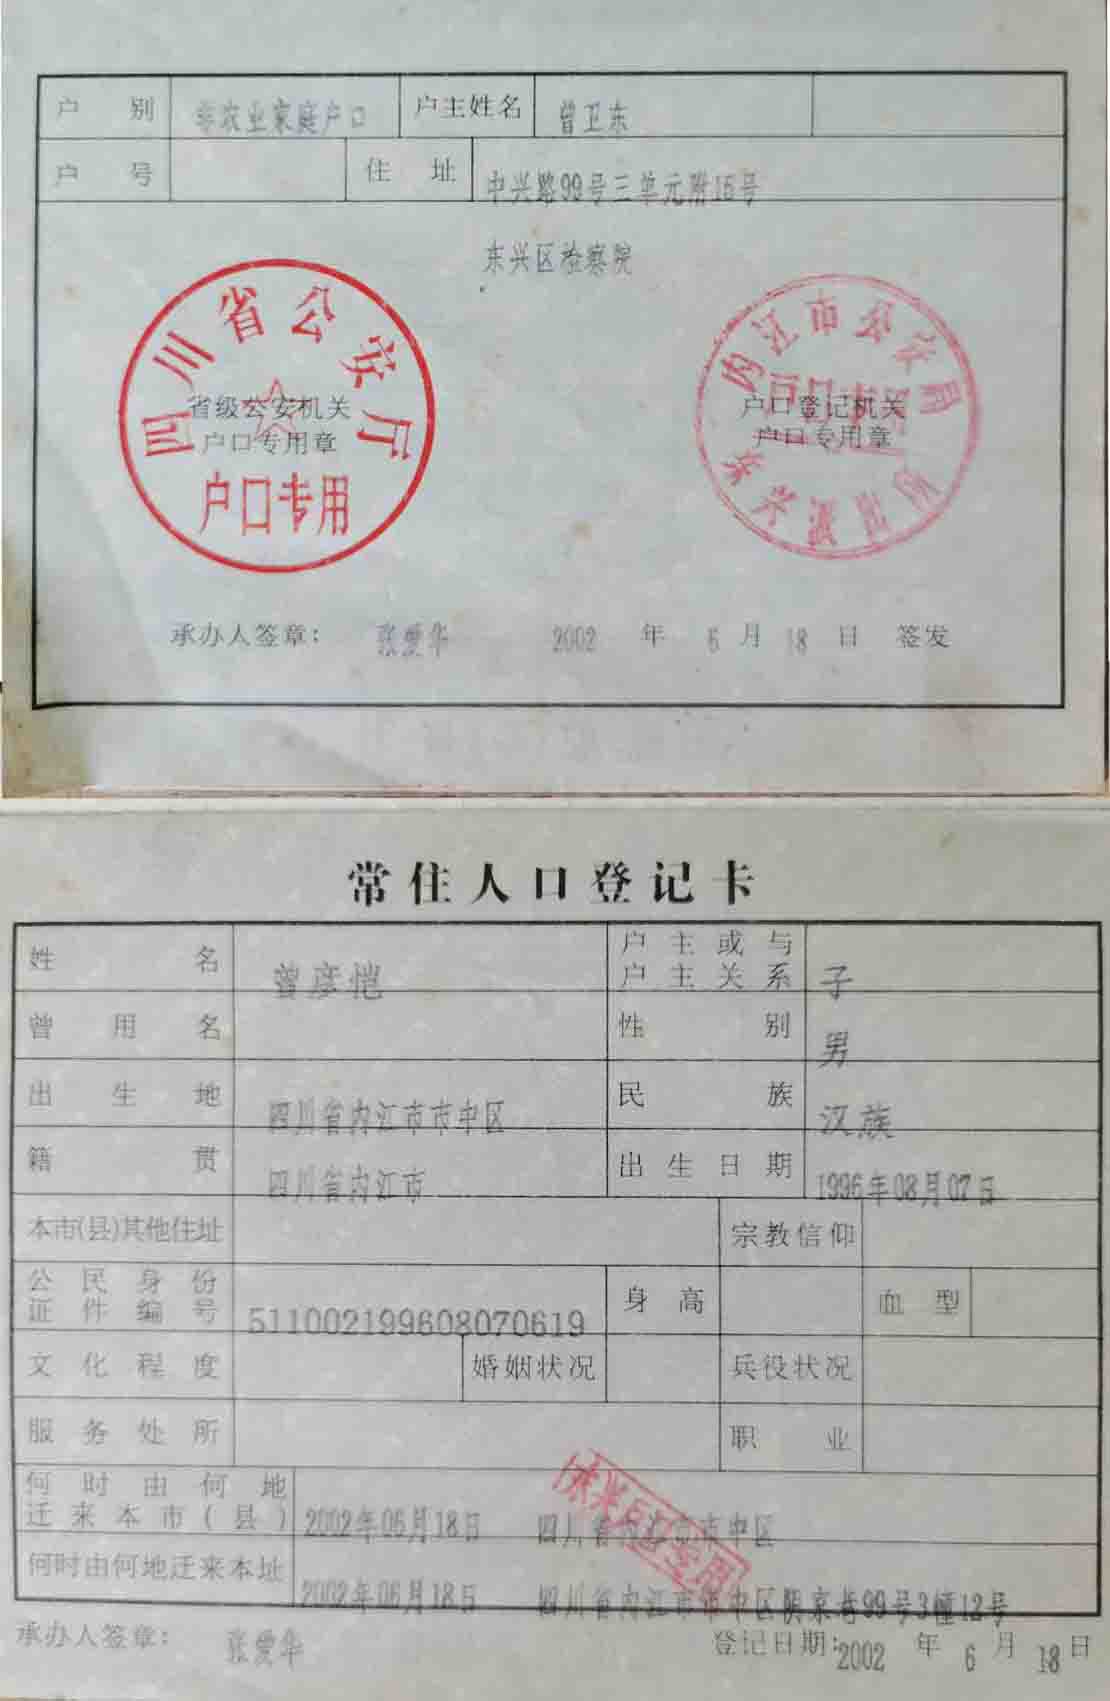 户别 非农业家庭户口 户主姓名 曾卫东
户号 住址 中兴路99号三单元附15号
东兴区检察院
四川省公安厅
省级公安机关
户口专用章
户口专用
内江市公安局
户口登记机关
户口专用章
东兴派出所
承办人签章: 张爱华 2002 年 6 月 18 日 签发
常住人口登记卡
姓名 曾彦恺 户主或与户主关系 子
曾用名 性别 男
出生地 四川省内江市市中区 民族 汉族
籍贯 四川省内江市 出生日期 1996年08月07日
本市(县)其他住址 宗教信仰
公民身份证件编号 511002199608070619 身高 血型
文化程度 婚姻状况 兵役状况
服务处所 职业
何时由何地迁来本市(县) 2002年06月18日 四川省内江市市中区
何时由何地迁来本址 2002年06月18日 四川省内江市市中区阴京巷99号3幢12号
承办人签章: 张爱华 登记日期:2002 年 6 月 18 日